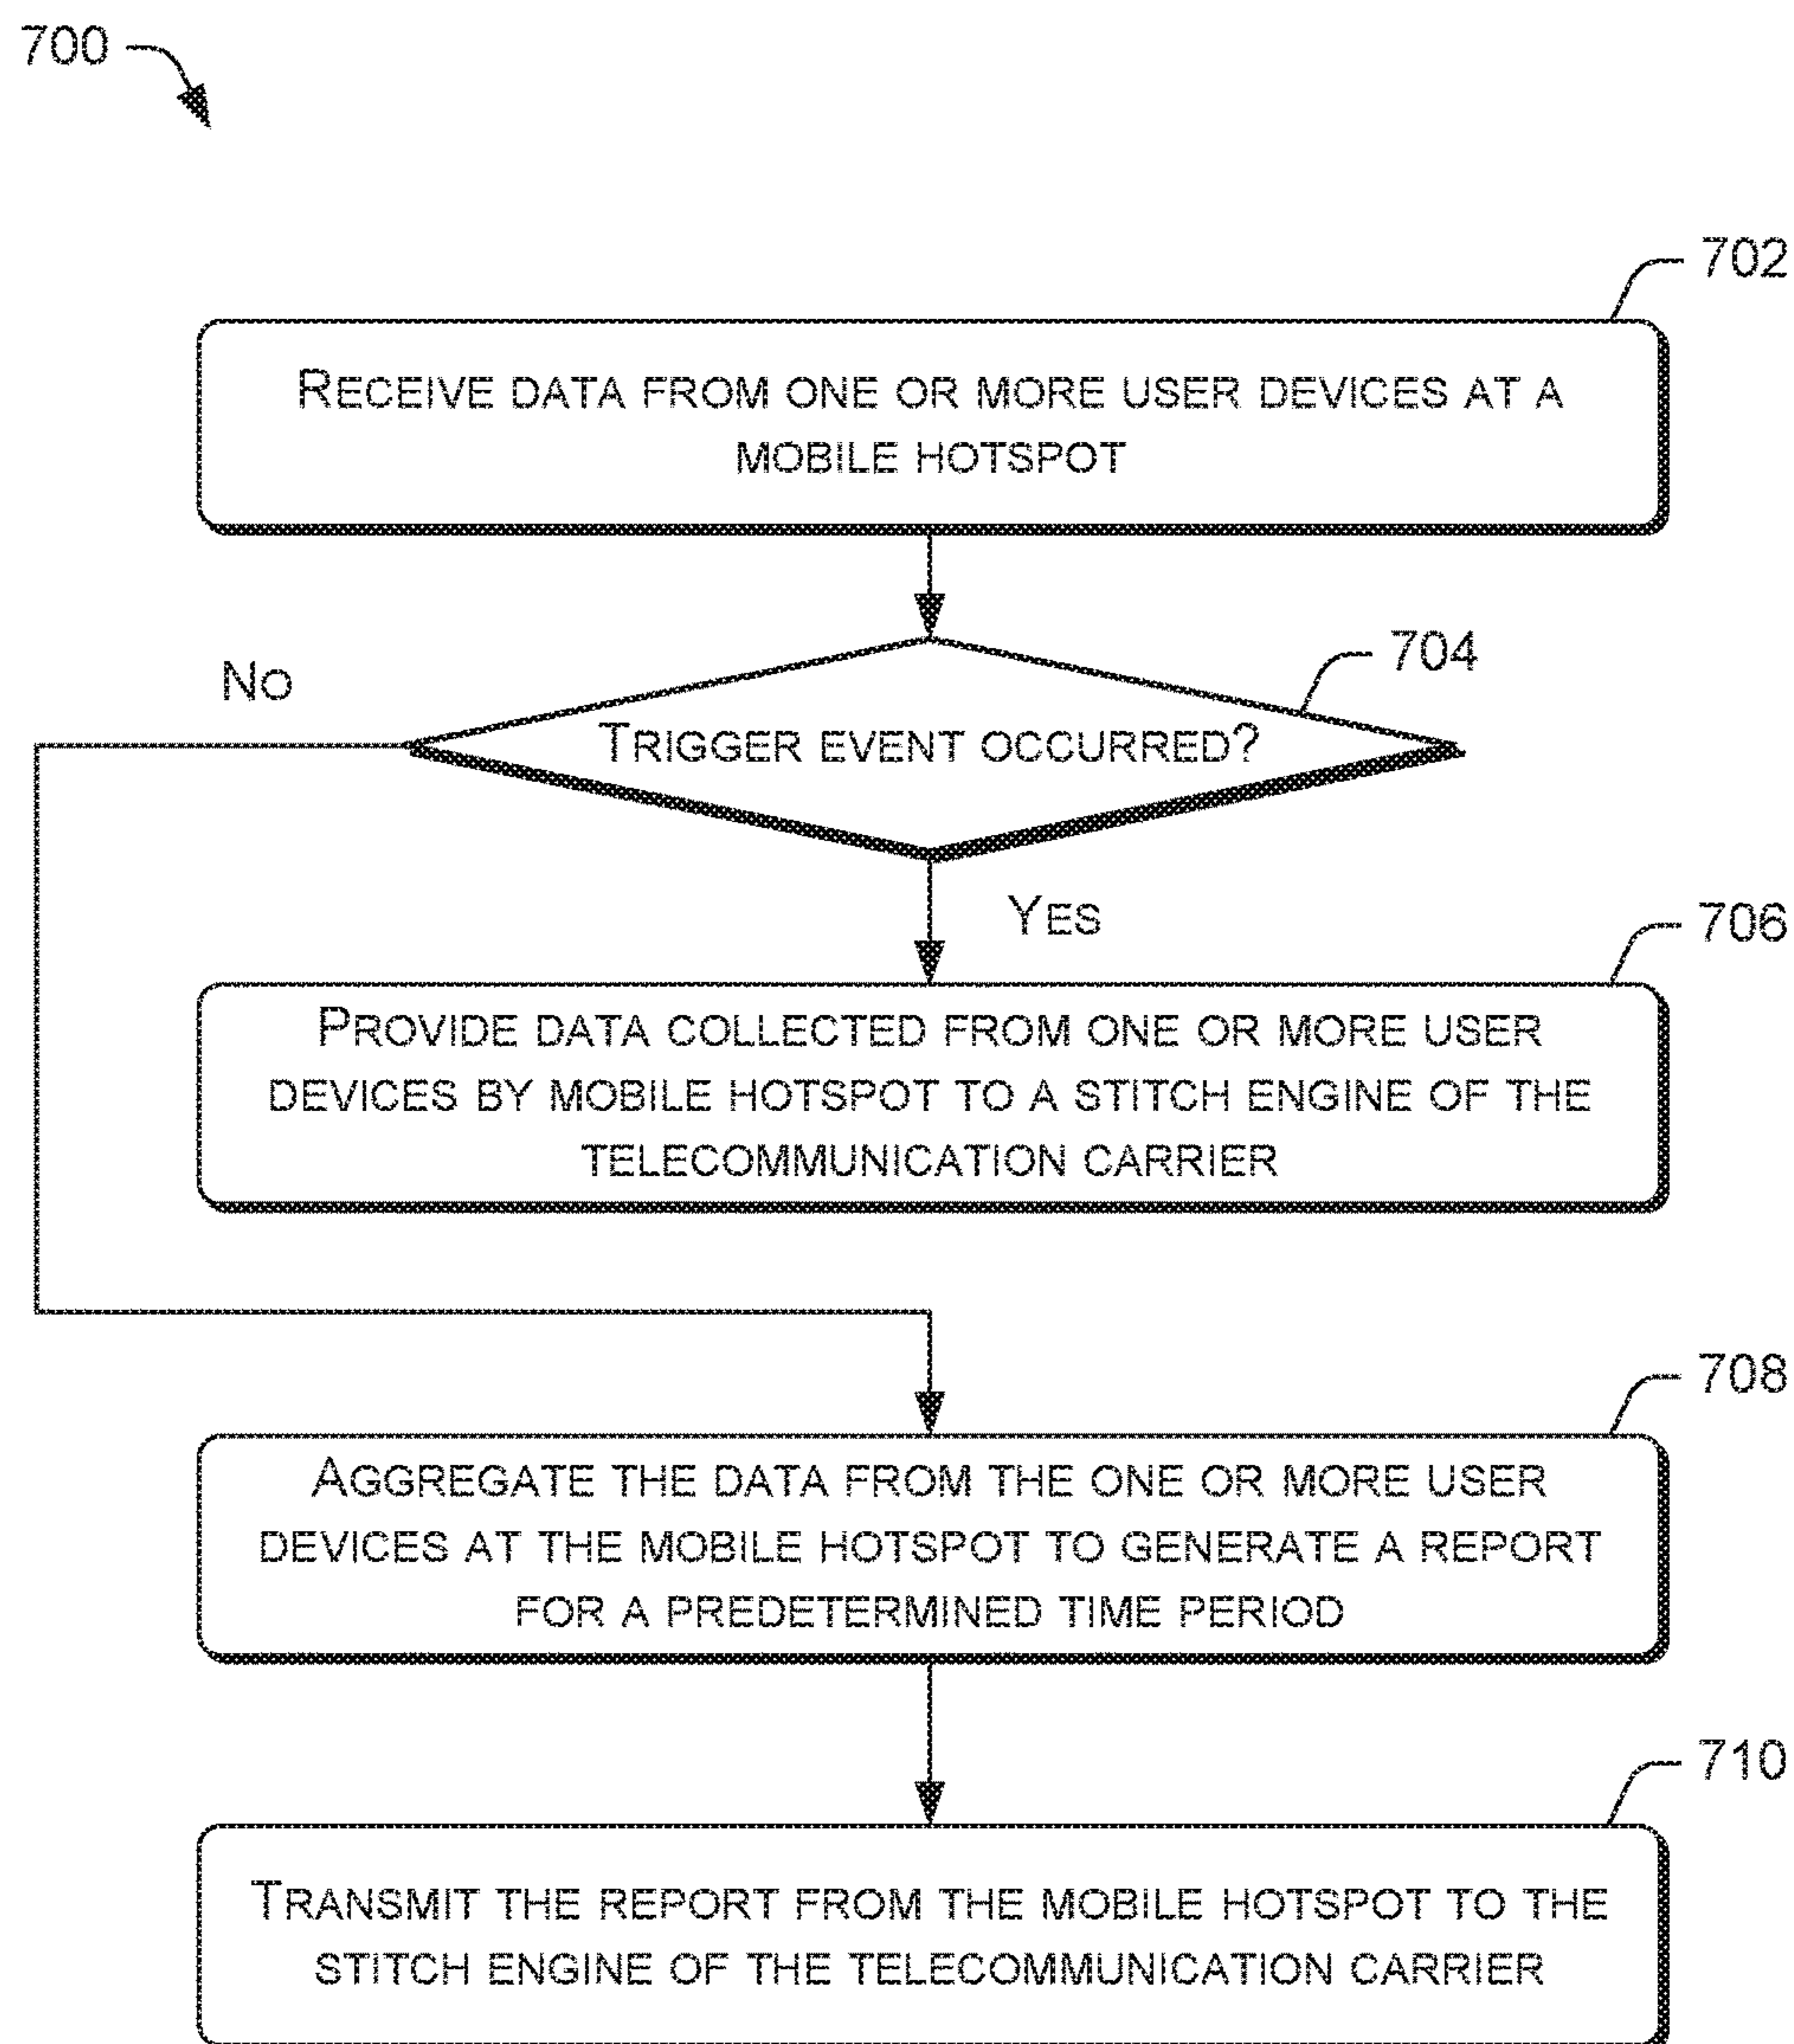 700
702
RECEIVE DATA FROM ONE OR MORE USER DEVICES AT A
MOBILE HOTSPOT
704
NO
TRIGGER EVENT OCCURRED?
YES
706
PROVIDE DATA COLLECTED FROM ONE OR MORE USER
DEVICES BY MOBILE HOTSPOT TO A STITCH ENGINE OF THE
TELECOMMUNICATION CARRIER
708
AGGREGATE THE DATA FROM THE ONE OR MORE USER
DEVICES AT THE MOBILE HOTSPOT TO GENERATE A REPORT
FOR A PREDETERMINED TIME PERIOD
710
TRANSMIT THE REPORT FROM THE MOBILE HOTSPOT TO THE
STITCH ENGINE OF THE TELECOMMUNICATION CARRIER